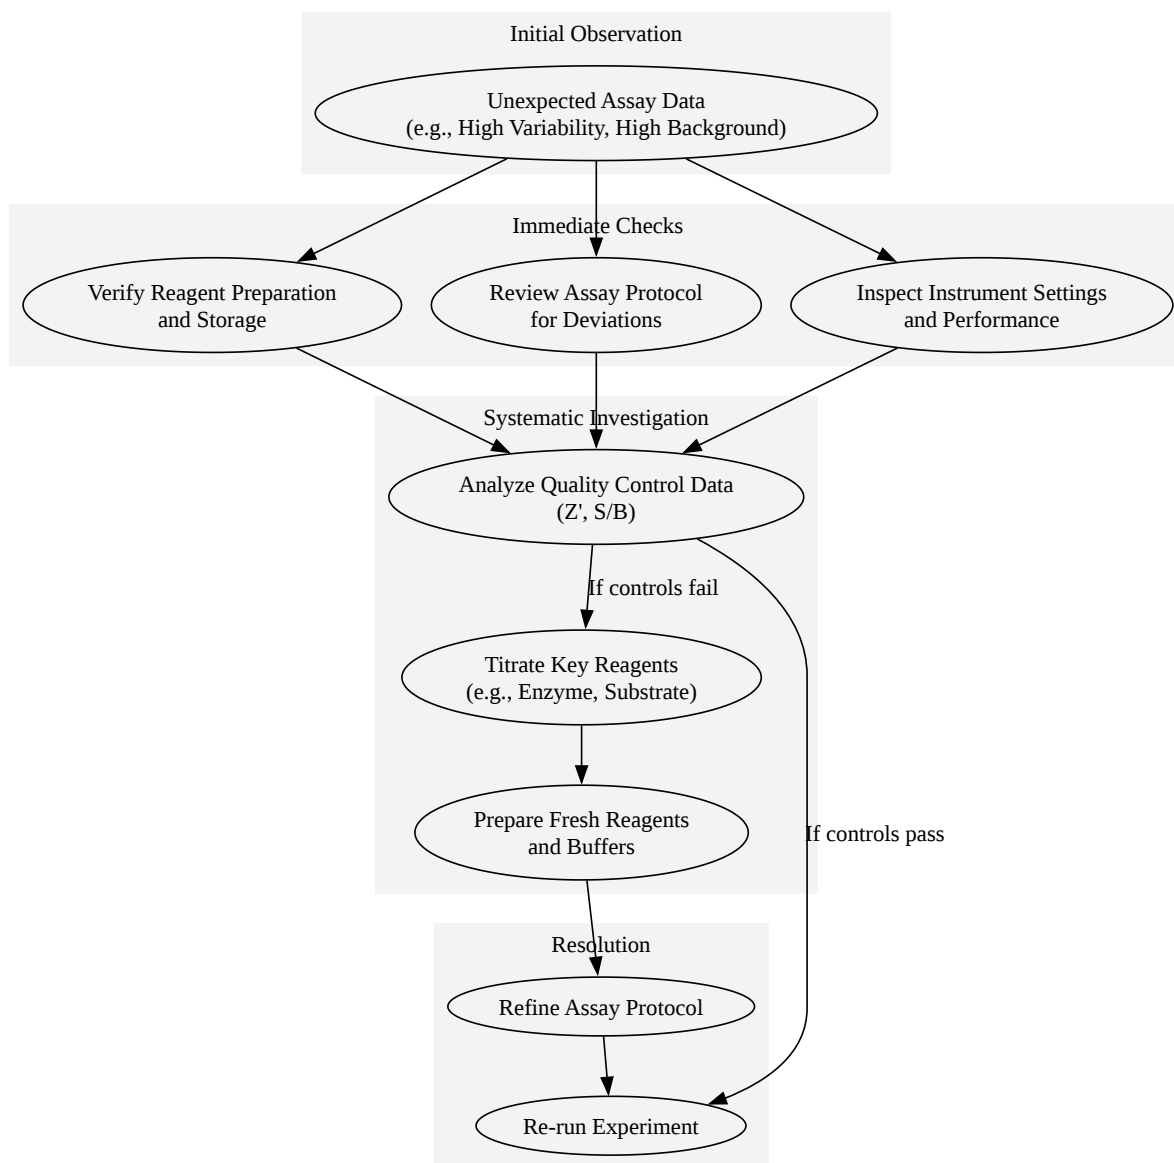 Initial Observation
Unexpected Assay Data
(e.g., High Variability, High Background)
Immediate Checks
Verify Reagent Preparation
and Storage
Review Assay Protocol
for Deviations
Inspect Instrument Settings
and Performance
Systematic Investigation
Analyze Quality Control Data
(Z', S/B)
If controls fail
Titrate Key Reagents
(e.g., Enzyme, Substrate)
Prepare Fresh Reagents
and Buffers
If controls pass
Resolution
Refine Assay Protocol
Re-run Experiment